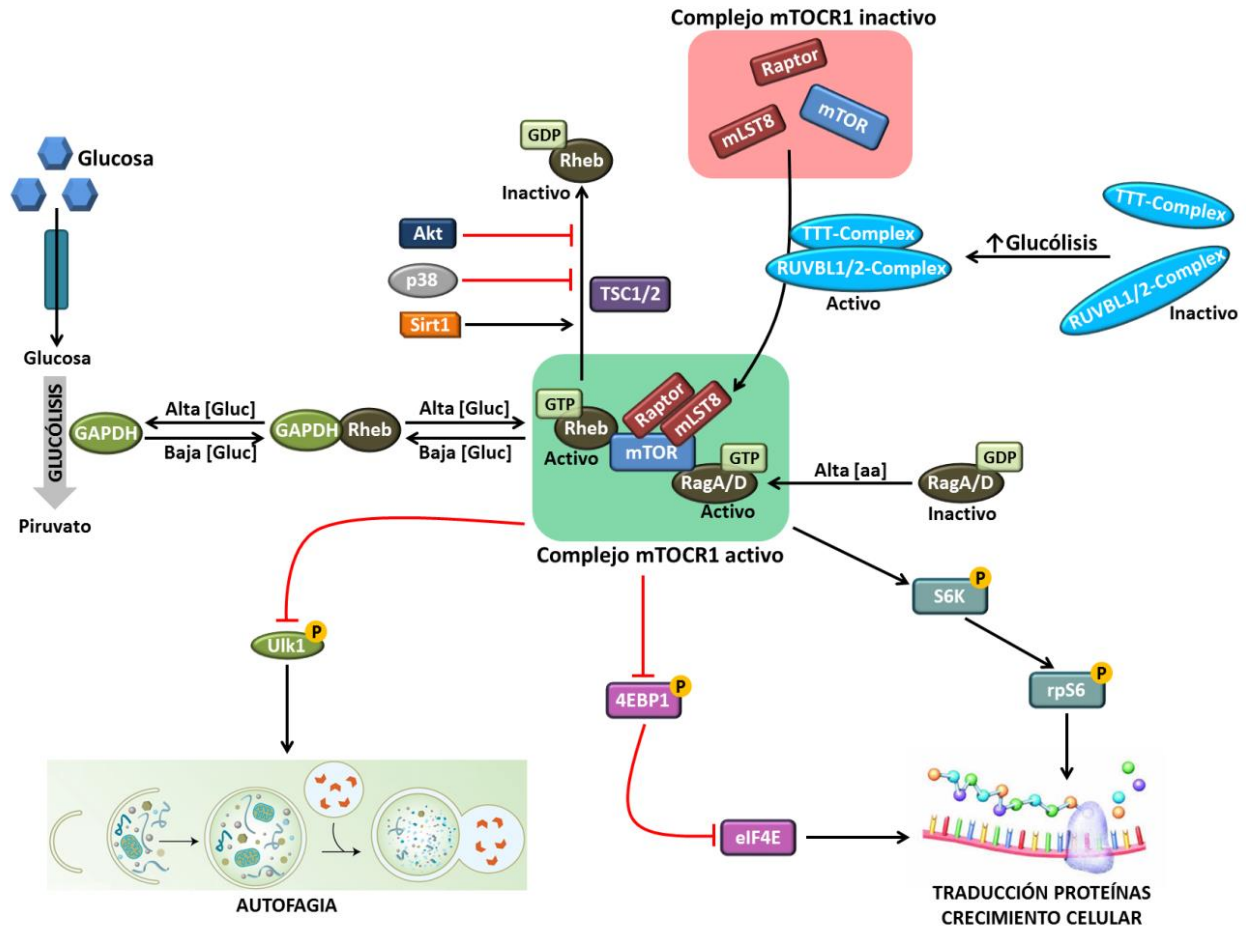 Complejo mTOCR1 inactivo
Raptor
mTOR
mLST8
GDP
Rheb
Inactivo
Glucosa
Akt
p38
Sirt1
TSC1/2
TTT-Complex
RUVBL1/2-Complex
Activo
↑Glucólisis
TTT-Complex
RUVBL1/2-Complex
Inactivo
Glucosa
GLUCÓLISIS
Piruvato
GAPDH
Alta [Gluc]
Baja [Gluc]
GAPDH
Rheb
Alta [Gluc]
Baja [Gluc]
GTP
Rheb
Activo
Raptor
mLST8
mTOR
GTP
RagA/D
Activo
Alta [aa]
GDP
RagA/D
Inactivo
Complejo mTOCR1 activo
Ulk1
P
4EBP1
P
S6K
P
rpS6
P
eIF4E
AUTOFAGIA
TRADUCCIÓN PROTEÍNAS
CRECIMIENTO CELULAR